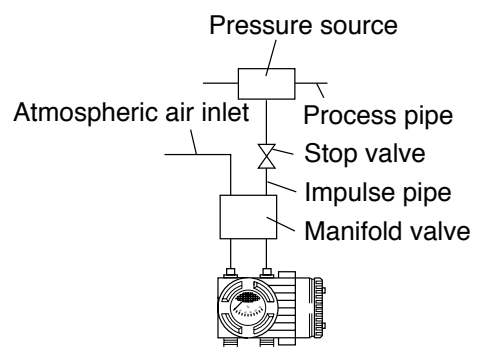 Pressure source
Atmospheric air inlet
Process pipe
Stop valve
Impulse pipe
Manifold valve